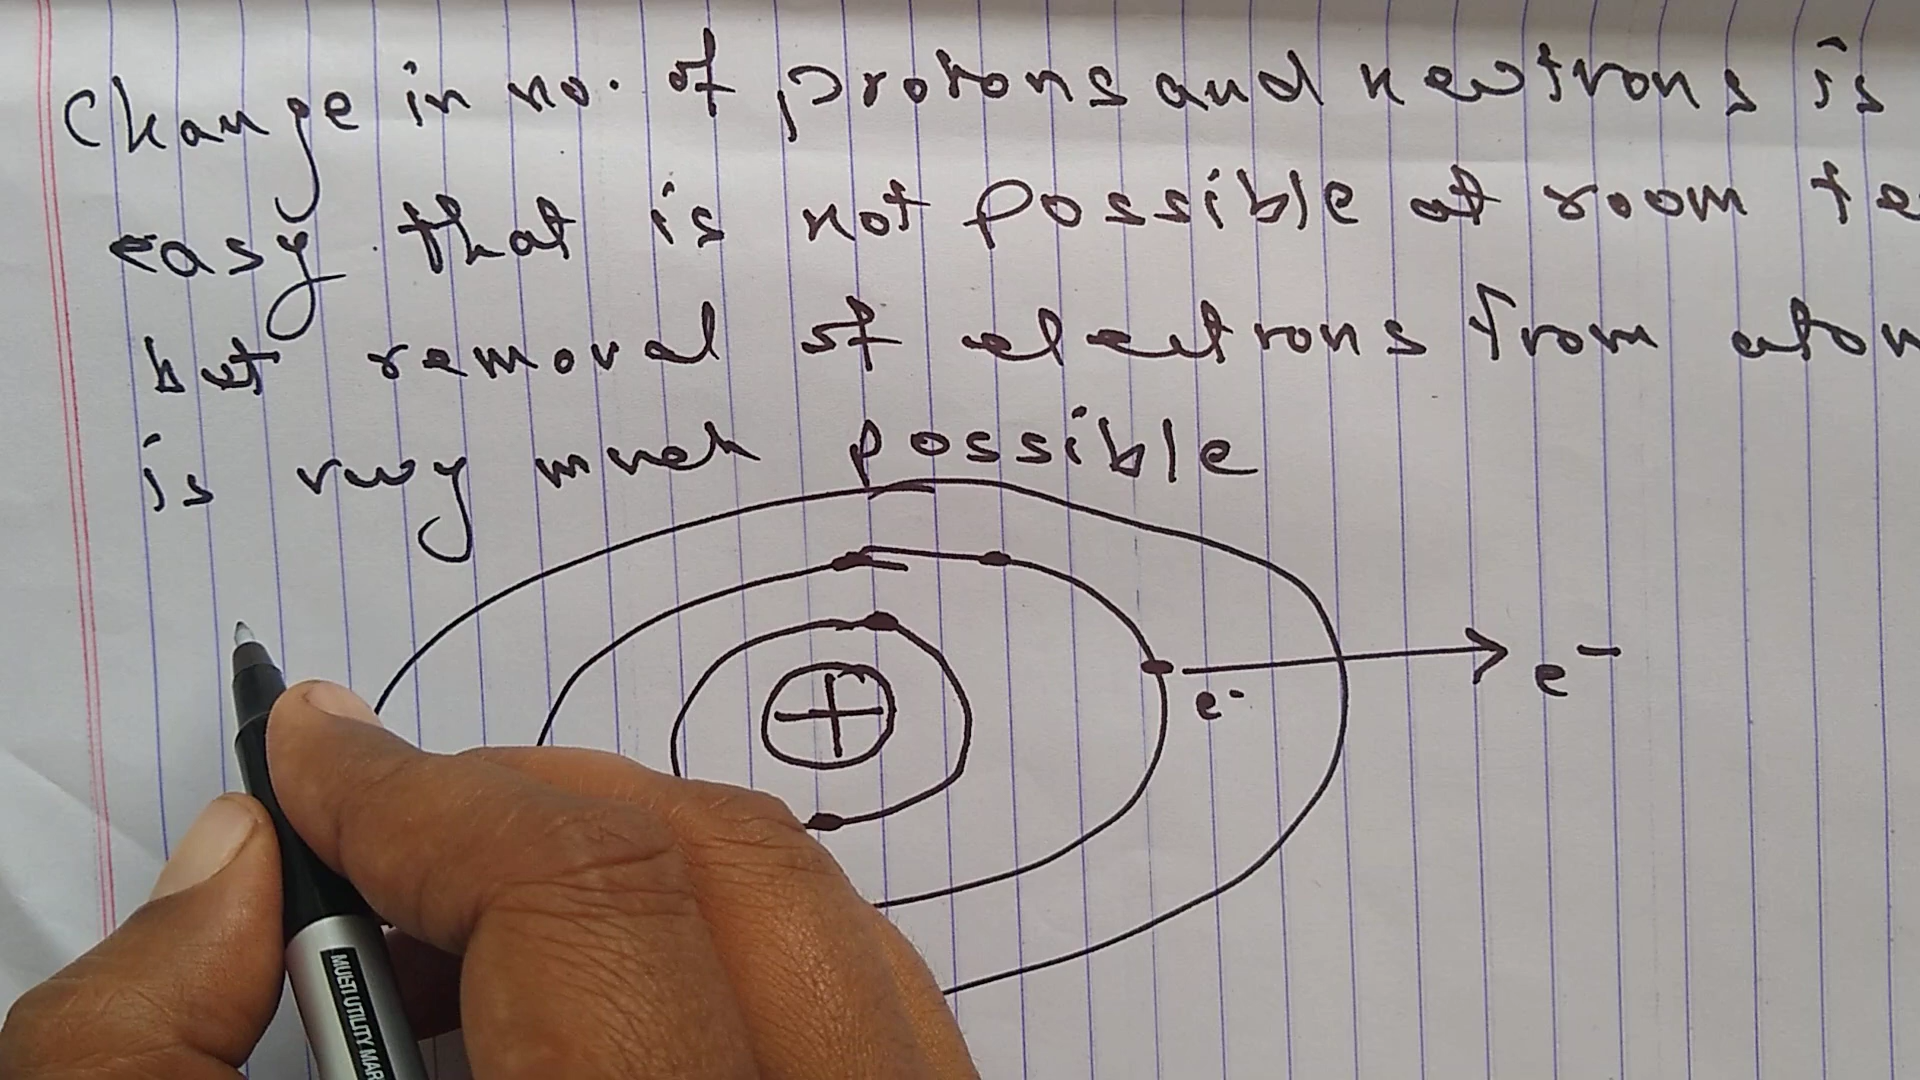 Change in no. of protons and neutrons is
easy. that is not possible at room te
but removal of electrons from atom
is very much possible
e-
e-
MULTI UTILITY MAR